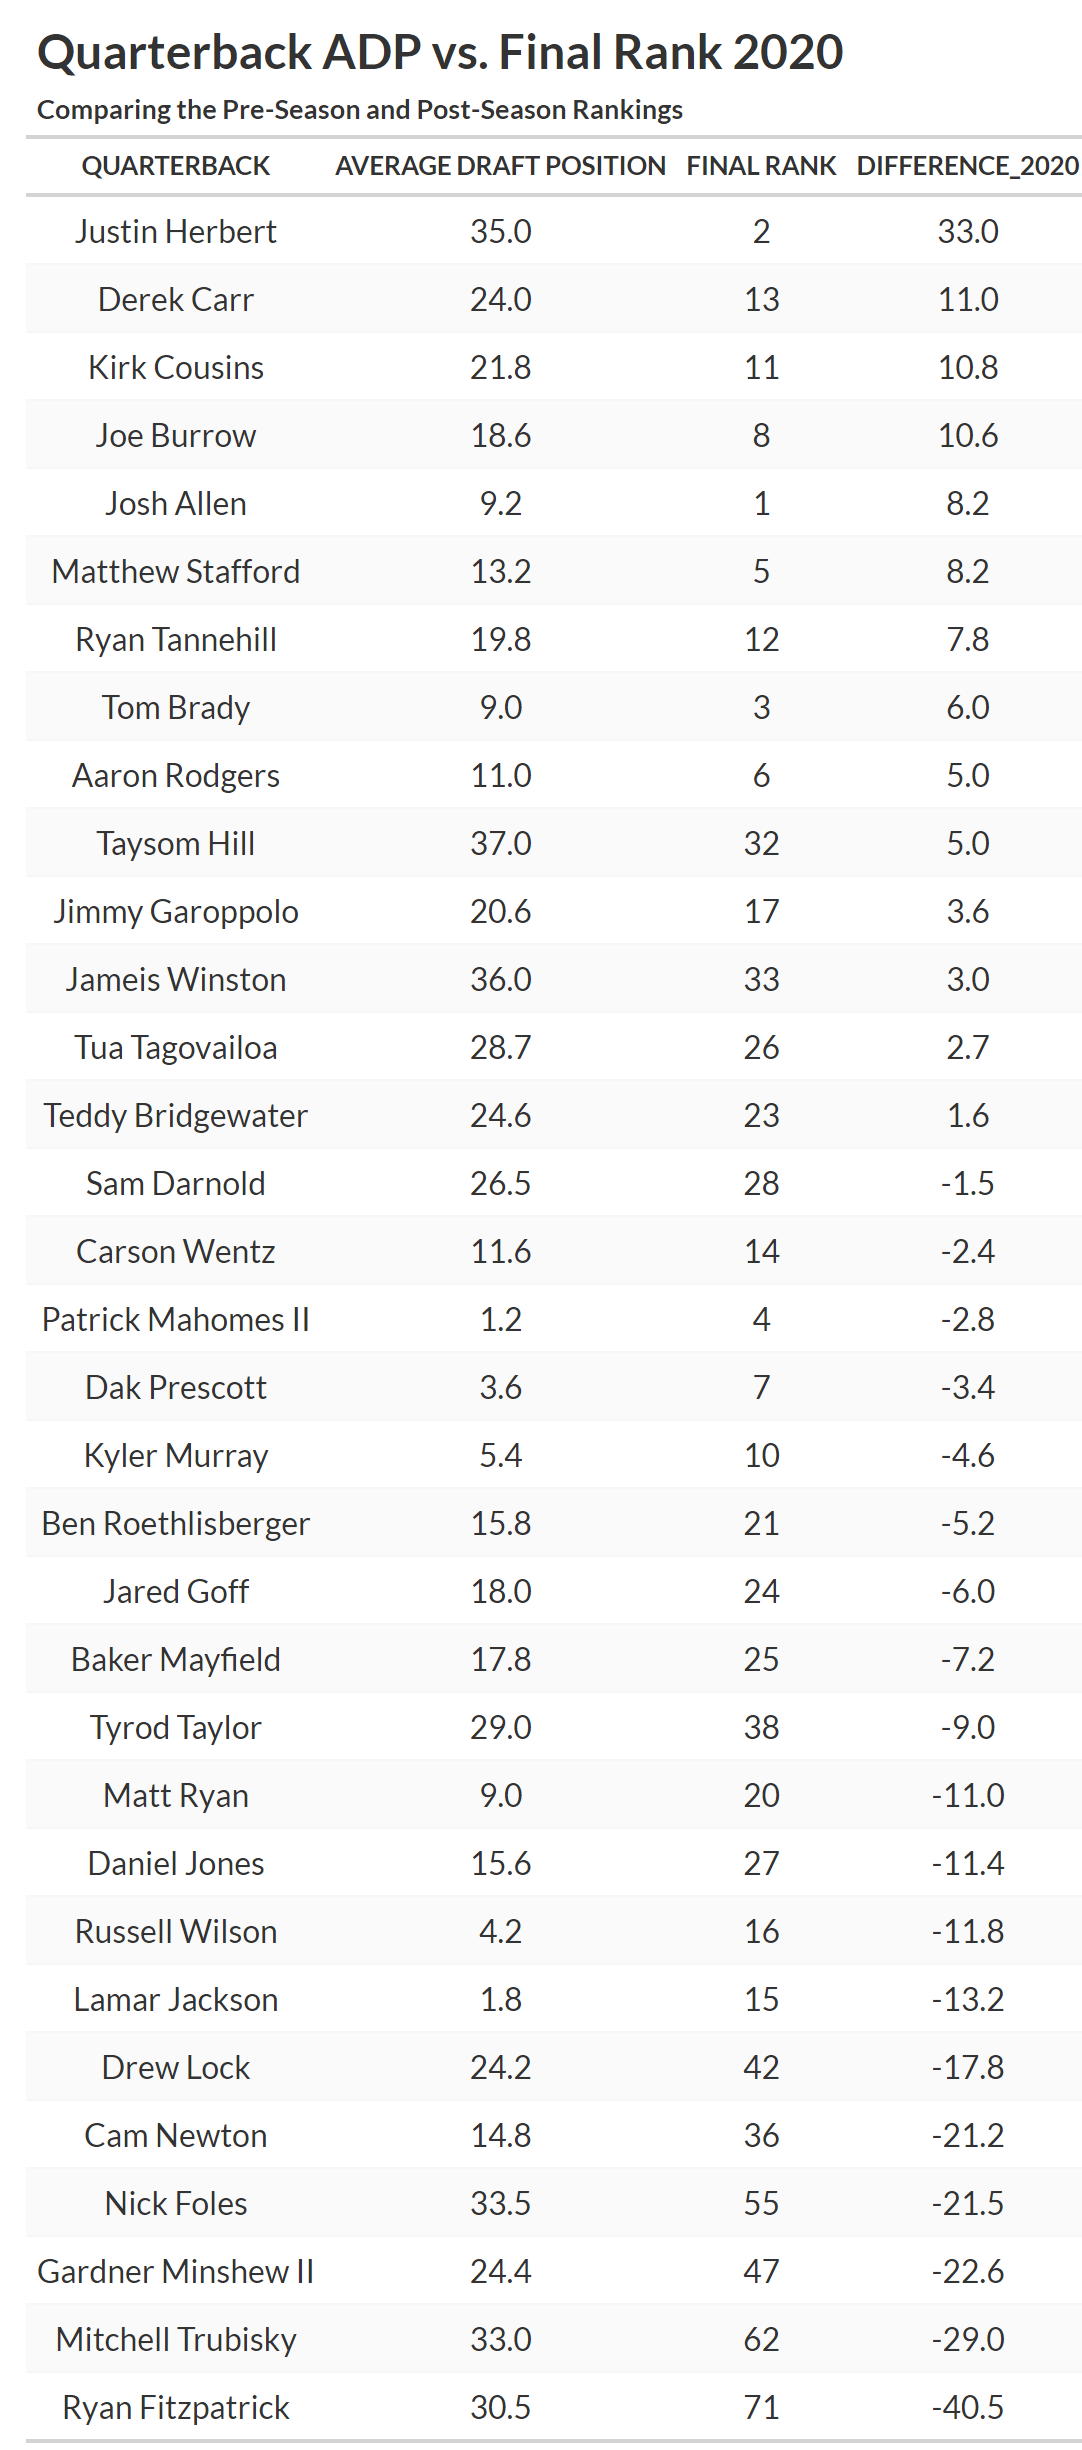 Quarterback ADP vs. Final Rank 2020
Comparing the Pre-Season and Post-Season Rankings
QUARTERBACK AVERAGE DRAFT POSITION FINAL RANK DIFFERENCE_2020
Justin Herbert 35.0 2 33.0
Derek Carr 24.0 13 11.0
Kirk Cousins 21.8 11 10.8
Joe Burrow 18.6 8 10.6
Josh Allen 9.2 1 8.2
Matthew Stafford 13.2 5 8.2
Ryan Tannehill 19.8 12 7.8
Tom Brady 9.0 3 6.0
Aaron Rodgers 11.0 6 5.0
Taysom Hill 37.0 32 5.0
Jimmy Garoppolo 20.6 17 3.6
Jameis Winston 36.0 33 3.0
Tua Tagovailoa 28.7 26 2.7
Teddy Bridgewater 24.6 23 1.6
Sam Darnold 26.5 28 -1.5
Carson Wentz 11.6 14 -2.4
Patrick Mahomes II 1.2 4 -2.8
Dak Prescott 3.6 7 -3.4
Kyler Murray 5.4 10 -4.6
Ben Roethlisberger 15.8 21 -5.2
Jared Goff 18.0 24 -6.0
Baker Mayfield 17.8 25 -7.2
Tyrod Taylor 29.0 38 -9.0
Matt Ryan 9.0 20 -11.0
Daniel Jones 15.6 27 -11.4
Russell Wilson 4.2 16 -11.8
Lamar Jackson 1.8 15 -13.2
Drew Lock 24.2 42 -17.8
Cam Newton 14.8 36 -21.2
Nick Foles 33.5 55 -21.5
Gardner Minshew II 24.4 47 -22.6
Mitchell Trubisky 33.0 62 -29.0
Ryan Fitzpatrick 30.5 71 -40.5